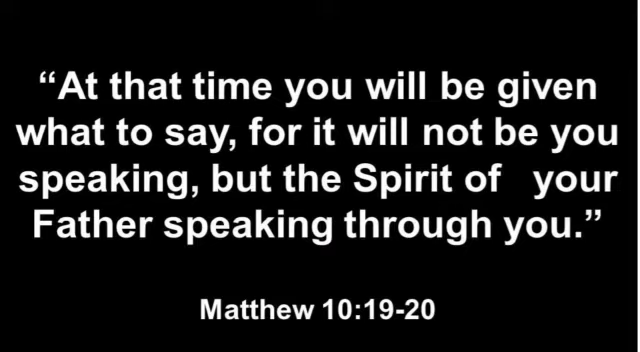 “At that time you will be given
what to say, for it will not be you
speaking, but the Spirit of   your
Father speaking through you.”
Matthew 10:19-20